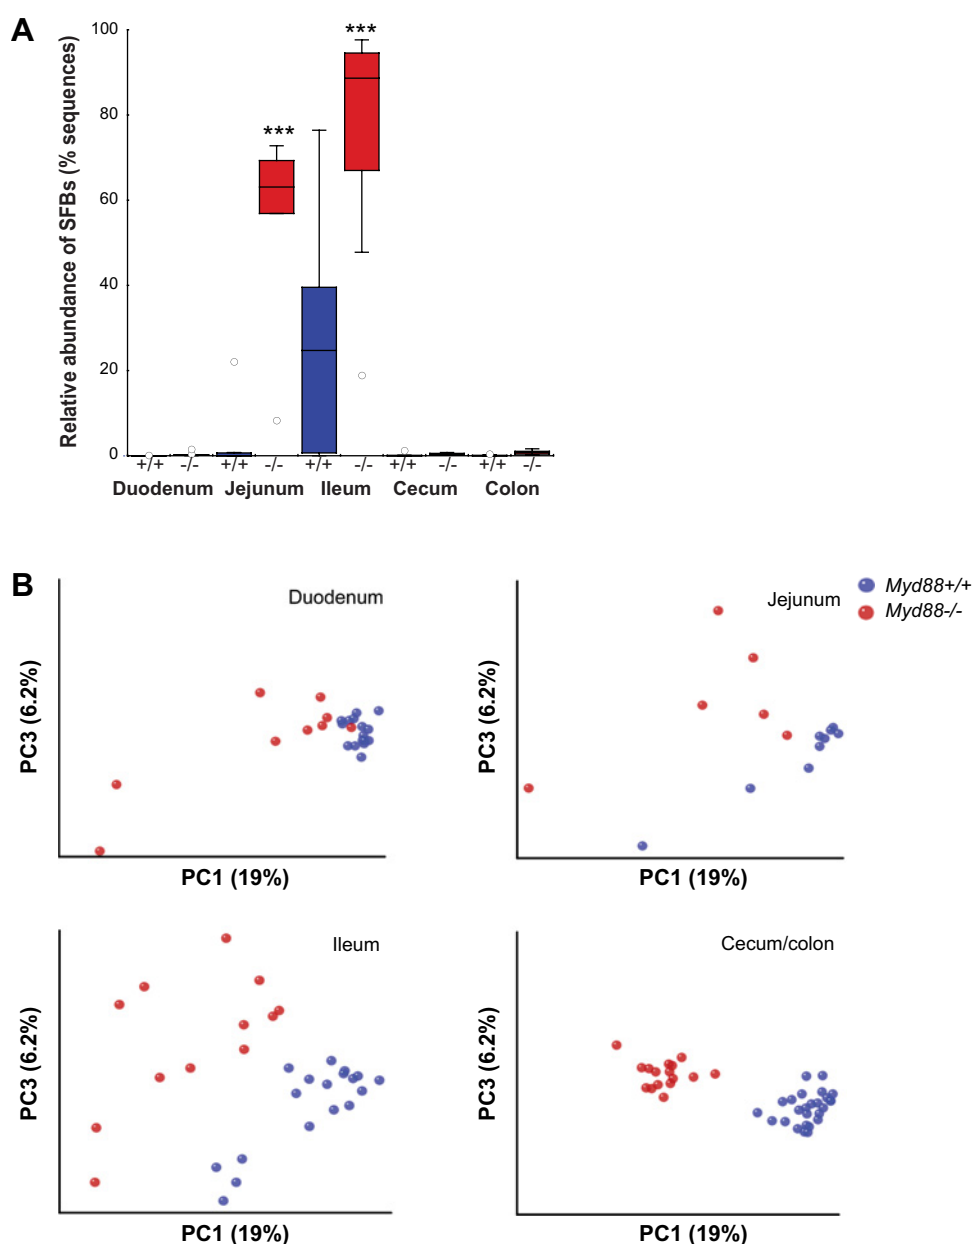 A
Relative abundance of SFBs (% sequences)
100
80
60
40
20
0
***
***
+/+ -/- +/+ -/- +/+ -/- +/+ -/- +/+ -/-
Duodenum Jejunum Ileum Cecum Colon
B
Duodenum
PC3 (6.2%)
PC1 (19%)
Jejunum
PC3 (6.2%)
PC1 (19%)
Myd88+/+
Myd88-/-
Ileum
PC3 (6.2%)
PC1 (19%)
Cecum/colon
PC3 (6.2%)
PC1 (19%)